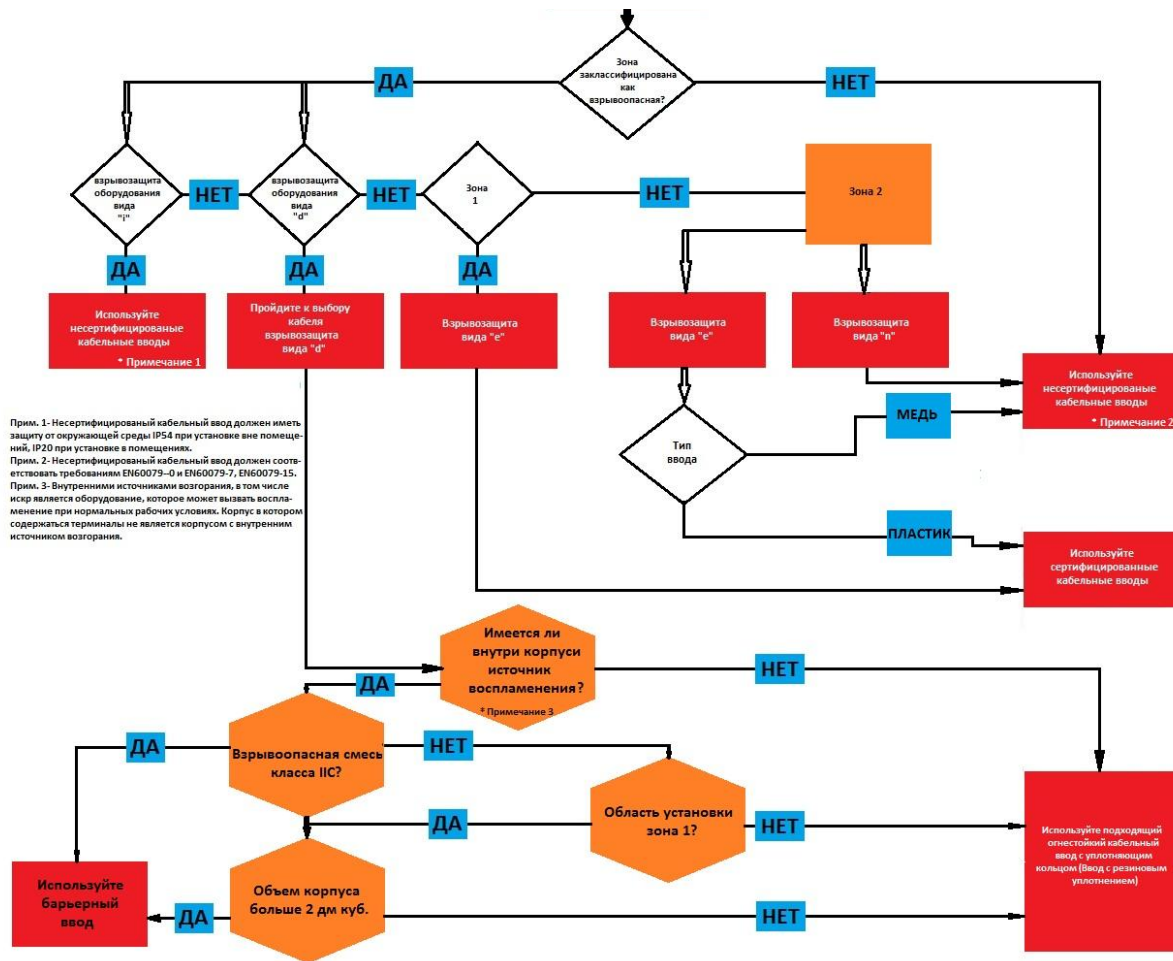 Зона
заклассифицирована
как
взрывоопасная?
ДА
НЕТ
взрывозащита
оборудования
вида
"i"
НЕТ
взрывозащита
оборудования
вида
"d"
НЕТ
Зона
1
НЕТ
Зона 2
ДА
ДА
ДА
Используйте
несертифицированые
кабельные вводы
* Примечание 1
Пройдите к выбору
кабеля
взрывозащита
вида "d"
Взрывозащита
вида "e"
Взрывозащита
вида "e"
Взрывозащита
вида "n"
Используйте
несертифицированые
кабельные вводы
* Примечание 2
МЕДЬ
Тип
ввода
ПЛАСТИК
Используйте
сертифицированные
кабельные вводы
Прим. 1- Несертифицированый кабельный ввод должен иметь
защиту от окружающей среды IP54 при установке вне помеще-
ний, IP20 при установке в помещениях.
Прим. 2- Несертифицированый кабельный ввод должен соотв-
етствовать требованиям EN60079--0 и EN60079-7, EN60079-15.
Прим. 3- Внутренними источниками возгорания, в том числе
искр является оборудование, которое может вызвать воспла-
менение при нормальных рабочих условиях. Корпус в котором
содержаться терминалы не является корпусом с внутренним
источником возгорания.
Имеется ли
внутри корпуси
источник
воспламенения?
* Примечание 3
НЕТ
ДА
Взрывоопасная смесь
класса IIC?
ДА
НЕТ
Область установки
зона 1?
ДА
НЕТ
Используйте подходящий
огнестойкий кабельный
ввод с уплотняющим
кольцом (Ввод с резиновым
уплотнением)
Объем корпуса
больше 2 дм куб.
ДА
НЕТ
Используйте
барьерный
ввод